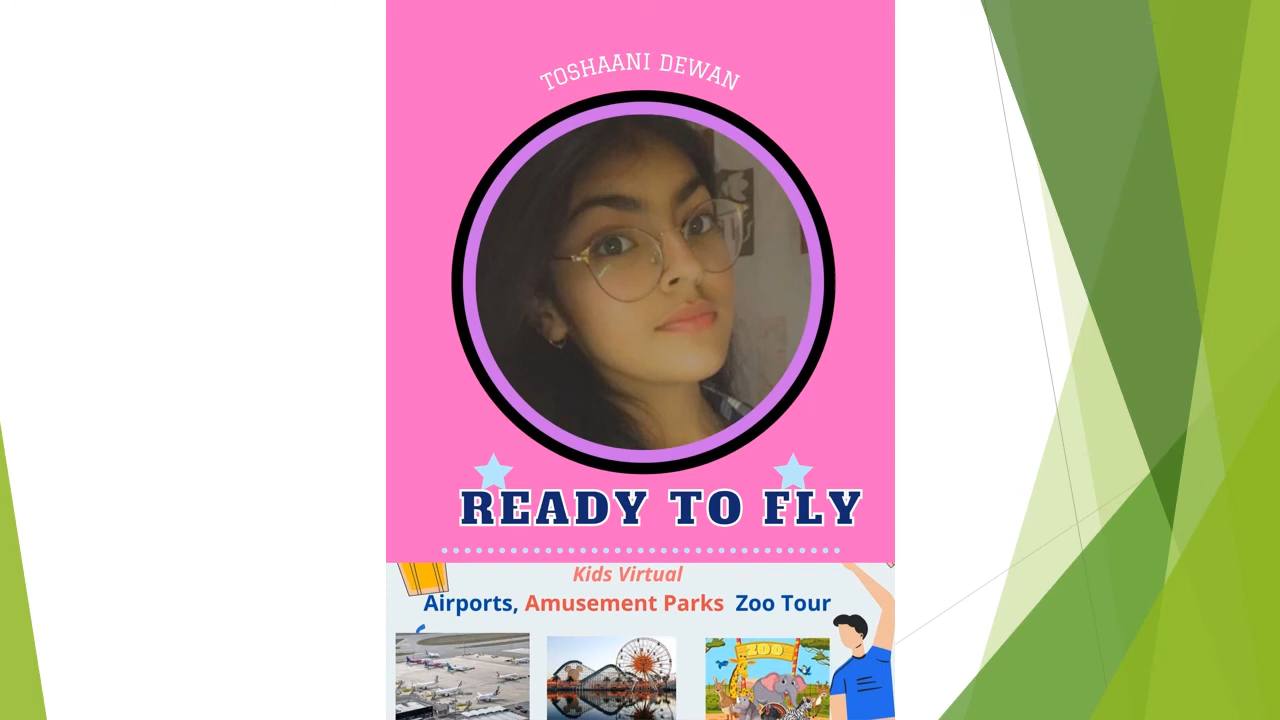 TOSHAANI DEWAN
READY TO FLY
Kids Virtual
Airports, Amusement Parks Zoo Tour
ZOO